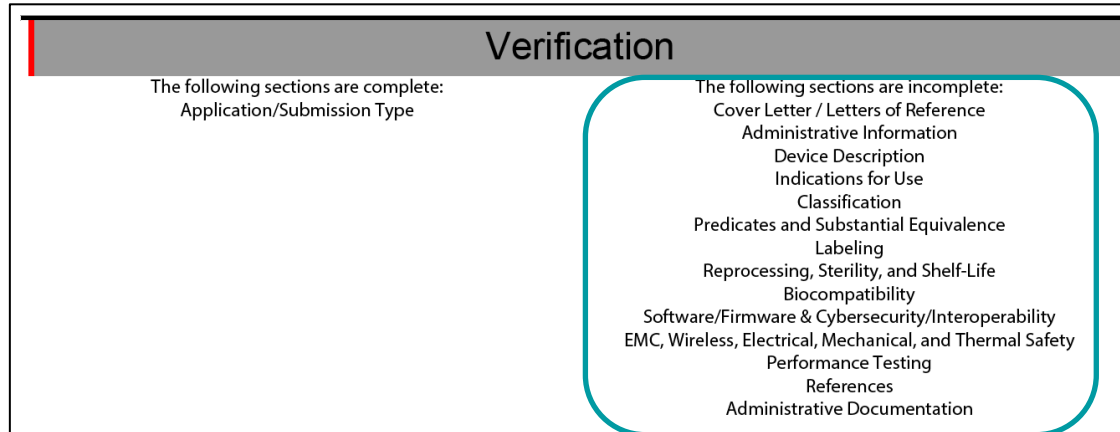 Verification
The following sections are complete:
Application/Submission Type
The following sections are incomplete:
Cover Letter / Letters of Reference
Administrative Information
Device Description
Indications for Use
Classification
Predicates and Substantial Equivalence
Labeling
Reprocessing, Sterility, and Shelf-Life
Biocompatibility
Software/Firmware & Cybersecurity/Interoperability
EMC, Wireless, Electrical, Mechanical, and Thermal Safety
Performance Testing
References
Administrative Documentation